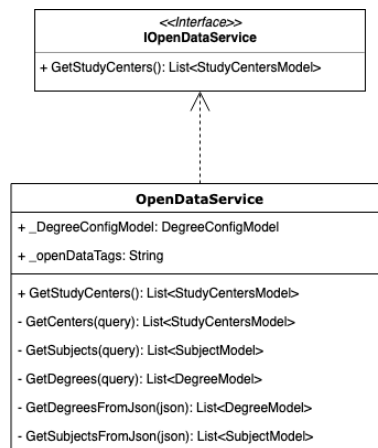 <<Interface>>
IOpenDataService
+ GetStudyCenters(): List<StudyCentersModel>
OpenDataService
+ _DegreeConfigModel: DegreeConfigModel
+ _openDataTags: String
+ GetStudyCenters(): List<StudyCentersModel>
- GetCenters(query): List<StudyCentersModel>
- GetSubjects(query): List<SubjectModel>
- GetDegrees(query): List<DegreeModel>
- GetDegreesFromJson(json): List<DegreeModel>
- GetSubjectsFromJson(json): List<SubjectModel>